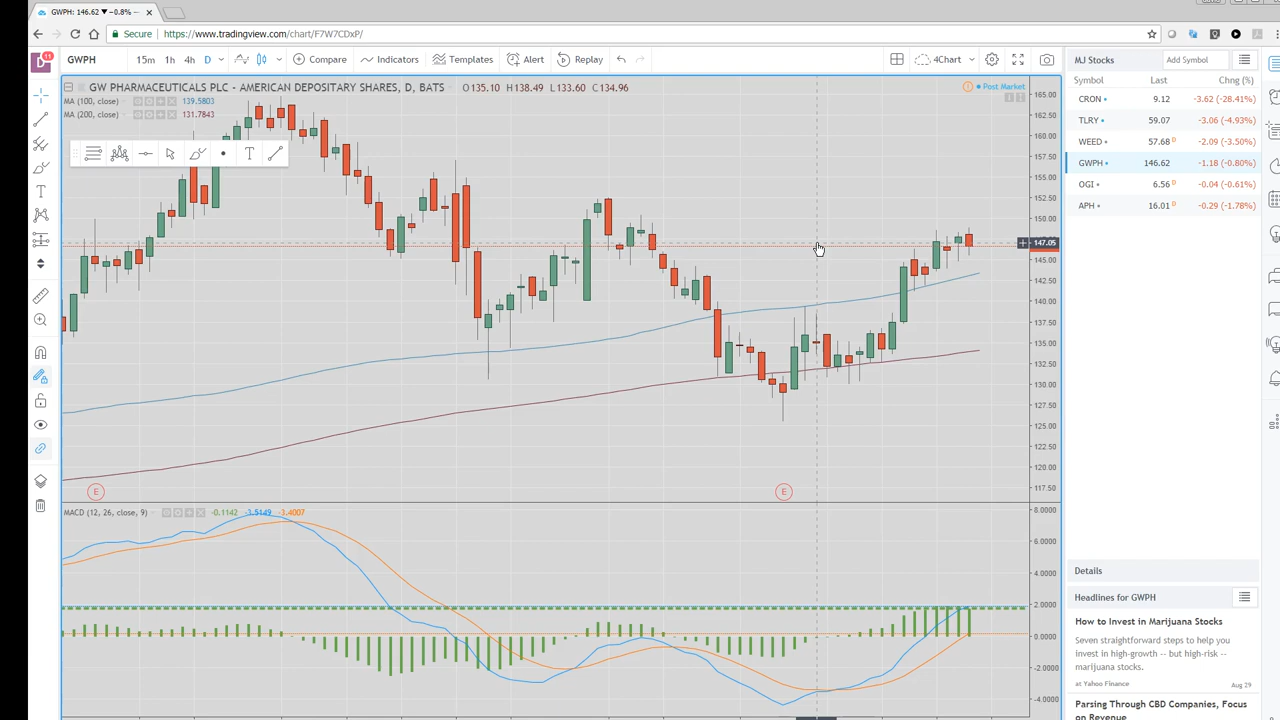 GWPH: 146.62 ▼−0.8%
Secure
https://www.tradingview.com/chart/F7W7CDxP/
D
11
GWPH
15m
1h
4h
D
Compare
Indicators
Templates
Alert
Replay
4Chart
GW PHARMACEUTICALS PLC - AMERICAN DEPOSITARY SHARES, D, BATS
O135.10 H138.49 L133.60 C134.96
Post Market
MA (100, close)
139.5803
MA (200, close)
131.7843
165.00
162.50
160.00
157.50
155.00
152.50
150.00
147.05
145.00
142.50
140.00
137.50
135.00
132.50
130.00
127.50
125.00
122.50
120.00
117.50
E
E
MACD (12, 26, close, 9)
-0.1142
-3.5149
-3.4007
8.0000
6.0000
4.0000
2.0000
0.0000
-2.0000
-4.0000
MJ Stocks
Add Symbol
Symbol Last Chng (%)
CRON 9.12 -3.62 (-28.41%)
TLRY 59.07 -3.06 (-4.93%)
WEED 57.68 D -2.09 (-3.50%)
GWPH 146.62 -1.18 (-0.80%)
OGI 6.56 D -0.04 (-0.61%)
APH 16.01 D -0.29 (-1.78%)
Details
Headlines for GWPH
How to Invest in Marijuana Stocks
Seven straightforward steps to help you
invest in high-growth -- but high-risk --
marijuana stocks.
at Yahoo Finance
Aug 29
Parsing Through CBD Companies, Focus
on Revenue